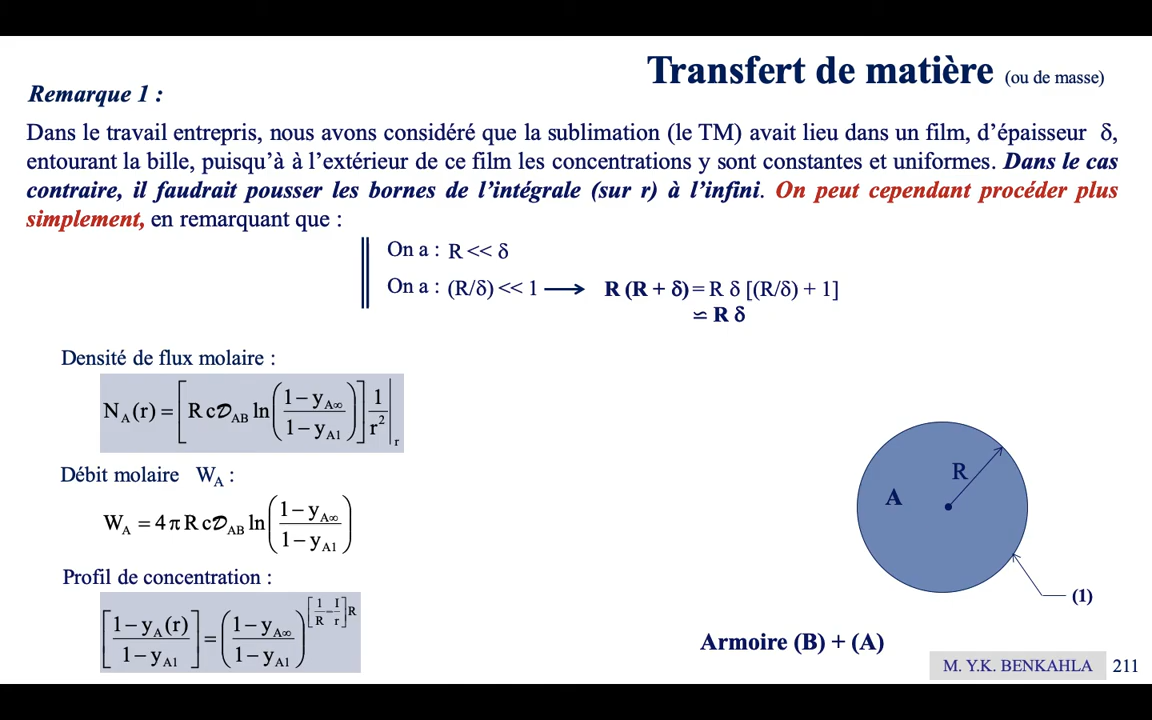 Transfert de matière (ou de masse)
Remarque 1 :
Dans le travail entrepris, nous avons considéré que la sublimation (le TM) avait lieu dans un film, d'épaisseur δ,
entourant la bille, puisqu'à à l'extérieur de ce film les concentrations y sont constantes et uniformes. Dans le cas
contraire, il faudrait pousser les bornes de l'intégrale (sur r) à l'infini. On peut cependant procéder plus
simplement, en remarquant que :
On a : R << δ
On a : (R/δ) << 1 ⟶ R (R + δ) = R δ [(R/δ) + 1]
≃ R δ
Densité de flux molaire :
N_A(r) = [R c𝒟_AB ln((1 − y_A∞)/(1 − y_A1))] 1/r² |_r
Débit molaire W_A :
W_A = 4 π R c𝒟_AB ln((1 − y_A∞)/(1 − y_A1))
Profil de concentration :
[(1 − y_A(r))/(1 − y_A1)] = ((1 − y_A∞)/(1 − y_A1))^([1/R − I/r] R)
R
A
(1)
Armoire (B) + (A)
M. Y.K. BENKAHLA 211